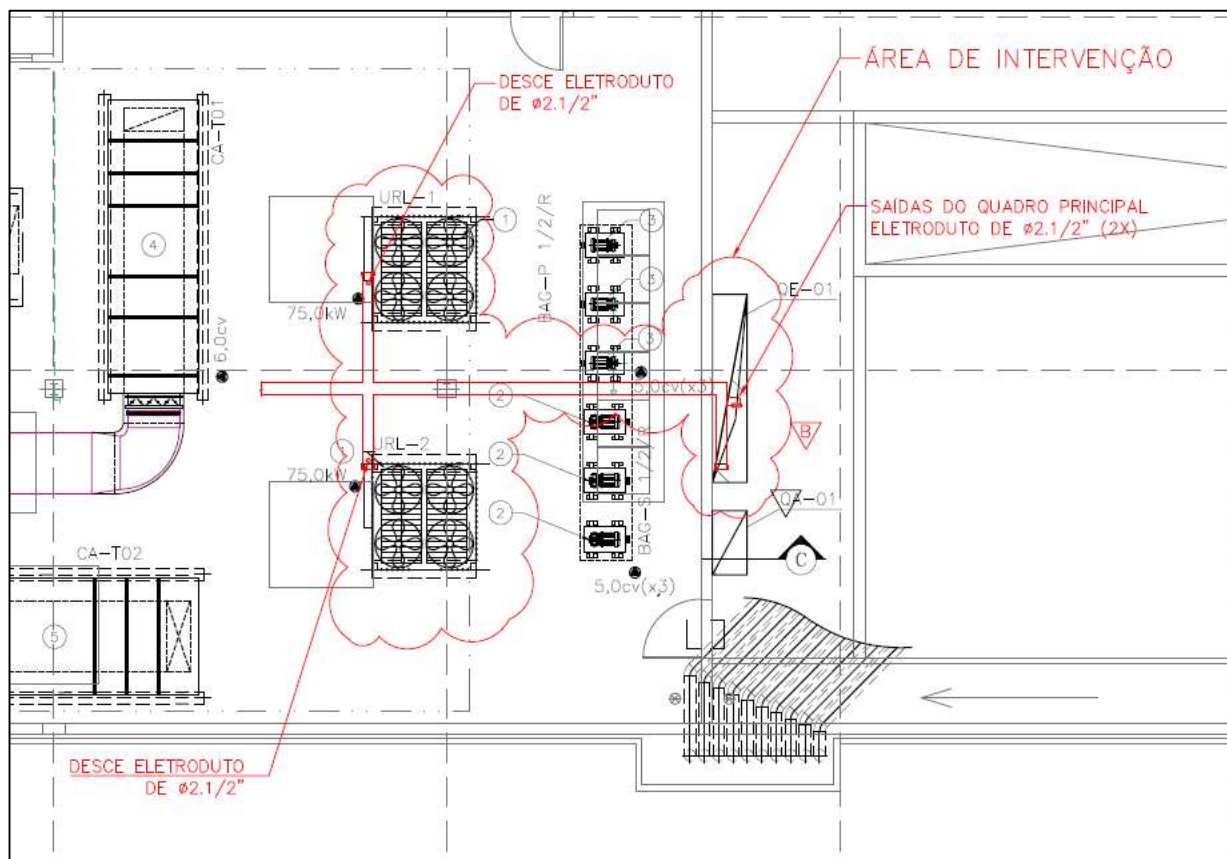 ÁREA DE INTERVENÇÃO
DESCE ELETRODUTO
DE ø2.1/2"
CA-T01
URL-1
1
BAG-P 1/2/R
3
SAÍDAS DO QUADRO PRINCIPAL
ELETRODUTO DE ø2.1/2" (2X)
4
QE-01
75,0kW
3
6,0cv
3
5,0cv(x3)
2
B
1
URL-2
75,0kW
2
BAG-S 1/2/R
QA-01
2
C
CA-T02
5,0cv(x3)
5
DESCE ELETRODUTO
DE ø2.1/2"